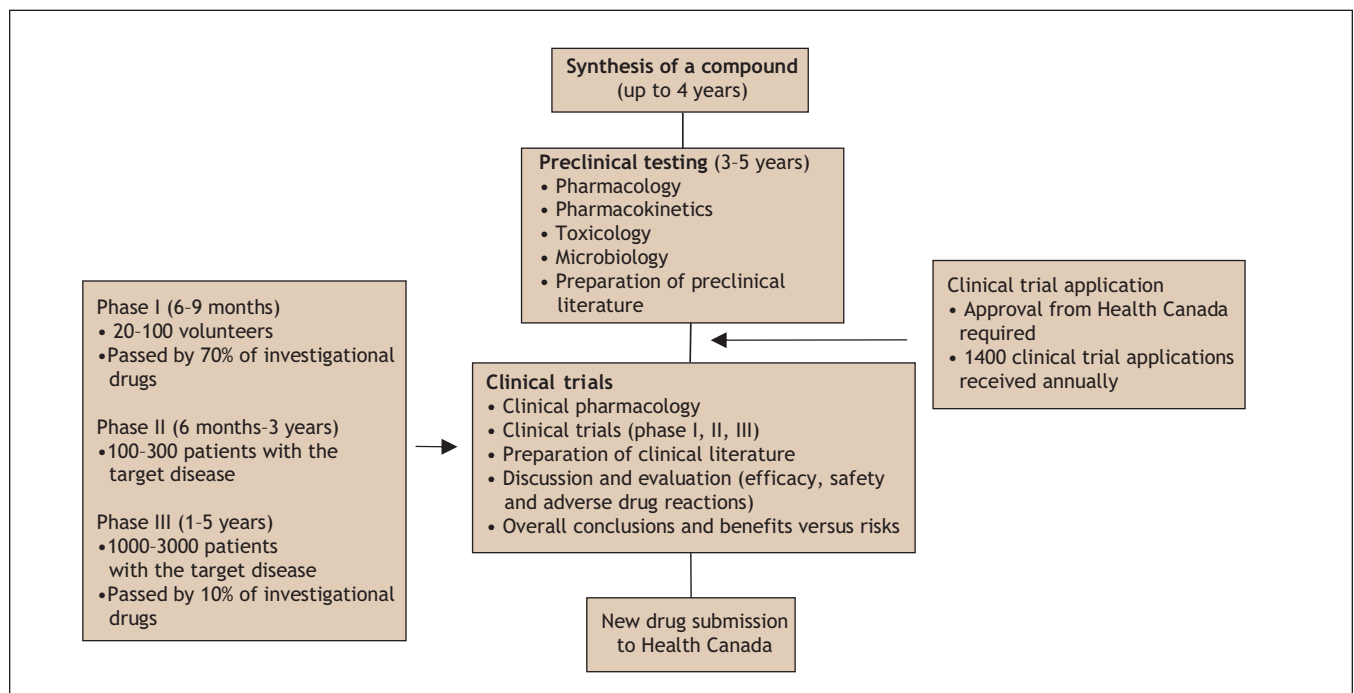 Synthesis of a compound
(up to 4 years)
Preclinical testing (3–5 years)
• Pharmacology
• Pharmacokinetics
• Toxicology
• Microbiology
• Preparation of preclinical
literature
Clinical trial application
• Approval from Health Canada
required
• 1400 clinical trial applications
received annually
Phase I (6–9 months)
• 20–100 volunteers
•Passed by 70% of investigational
drugs
Phase II (6 months–3 years)
•100–300 patients with the
target disease
Phase III (1–5 years)
•1000–3000 patients
with the target disease
•Passed by 10% of investigational
drugs
Clinical trials
• Clinical pharmacology
• Clinical trials (phase I, II, III)
• Preparation of clinical literature
• Discussion and evaluation (efficacy, safety
and adverse drug reactions)
• Overall conclusions and benefits versus risks
New drug submission
to Health Canada